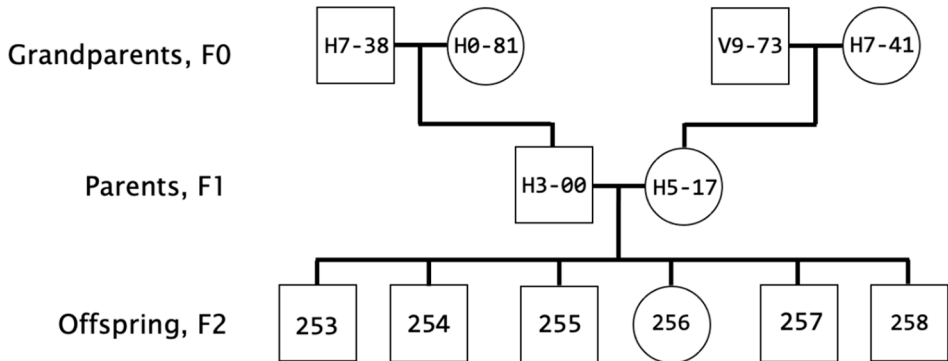 Grandparents, F0 H7-38 H0-81 V9-73 H7-41
Parents, F1 H3-00 H5-17
Offspring, F2 253 254 255 256 257 258